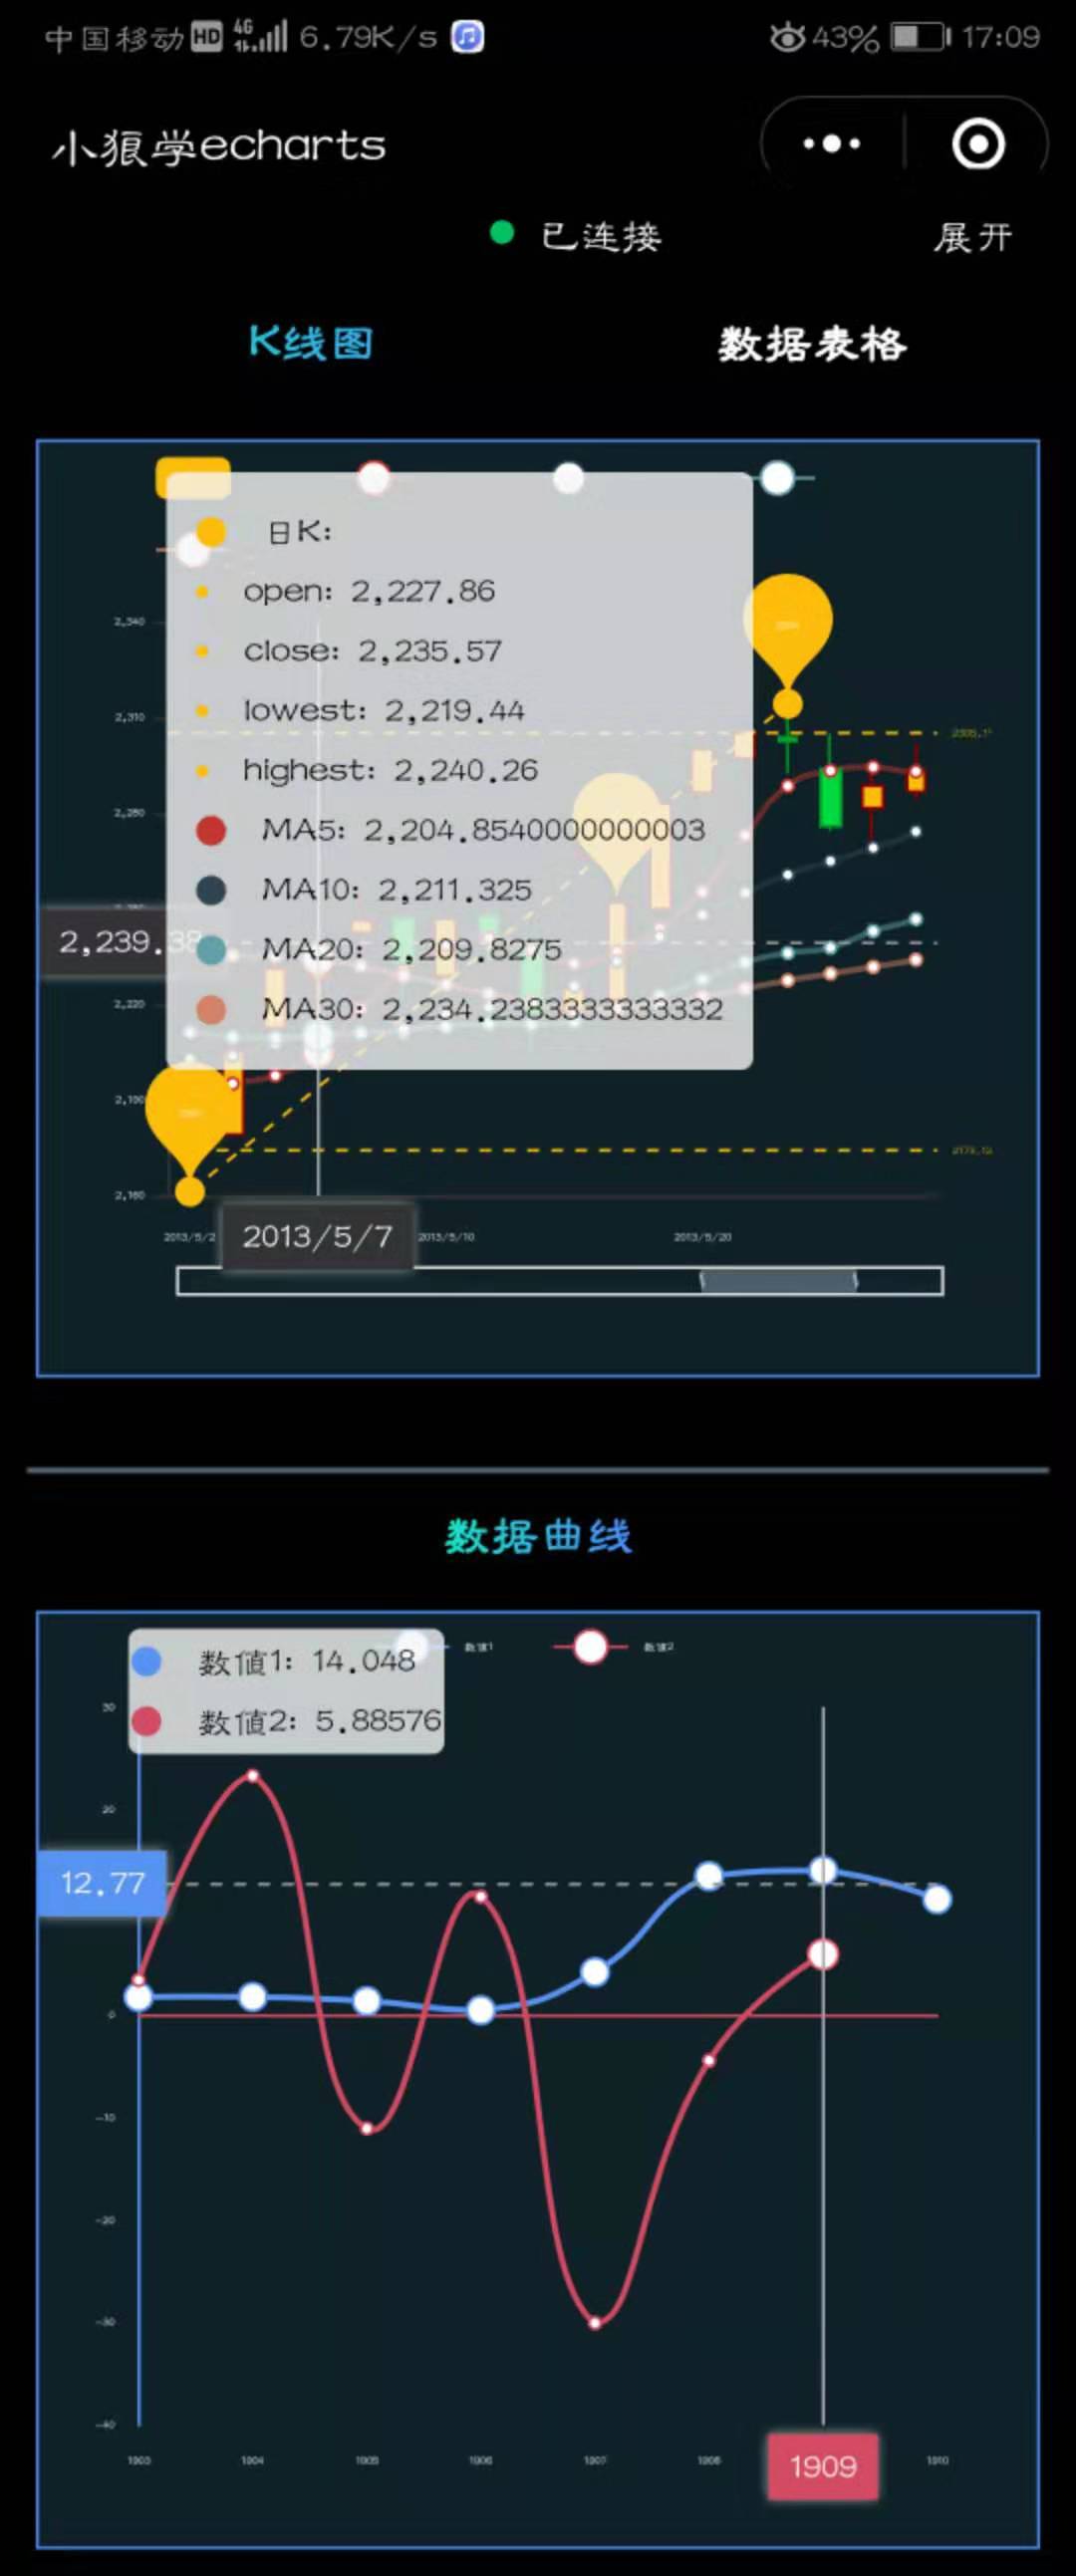 中国移动 HD 4G 6.79K/s 43% 17:09
小狼学echarts
已连接 展开
K线图 数据表格
日K:
open: 2,227.86
close: 2,235.57
lowest: 2,219.44
highest: 2,240.26
MA5: 2,204.8540000000003
MA10: 2,211.325
MA20: 2,209.8275
MA30: 2,234.2383333333332
2,340
2,310
2,280
2,239.38
2,220
2,190
2,160
2013/5/2 2013/5/7 2013/5/10 2013/5/20
数据曲线
数值1 数值2
数值1: 14.048
数值2: 5.88576
30
20
12.77
0
-10
-20
-30
-40
1903 1904 1905 1906 1907 1908 1909 1910